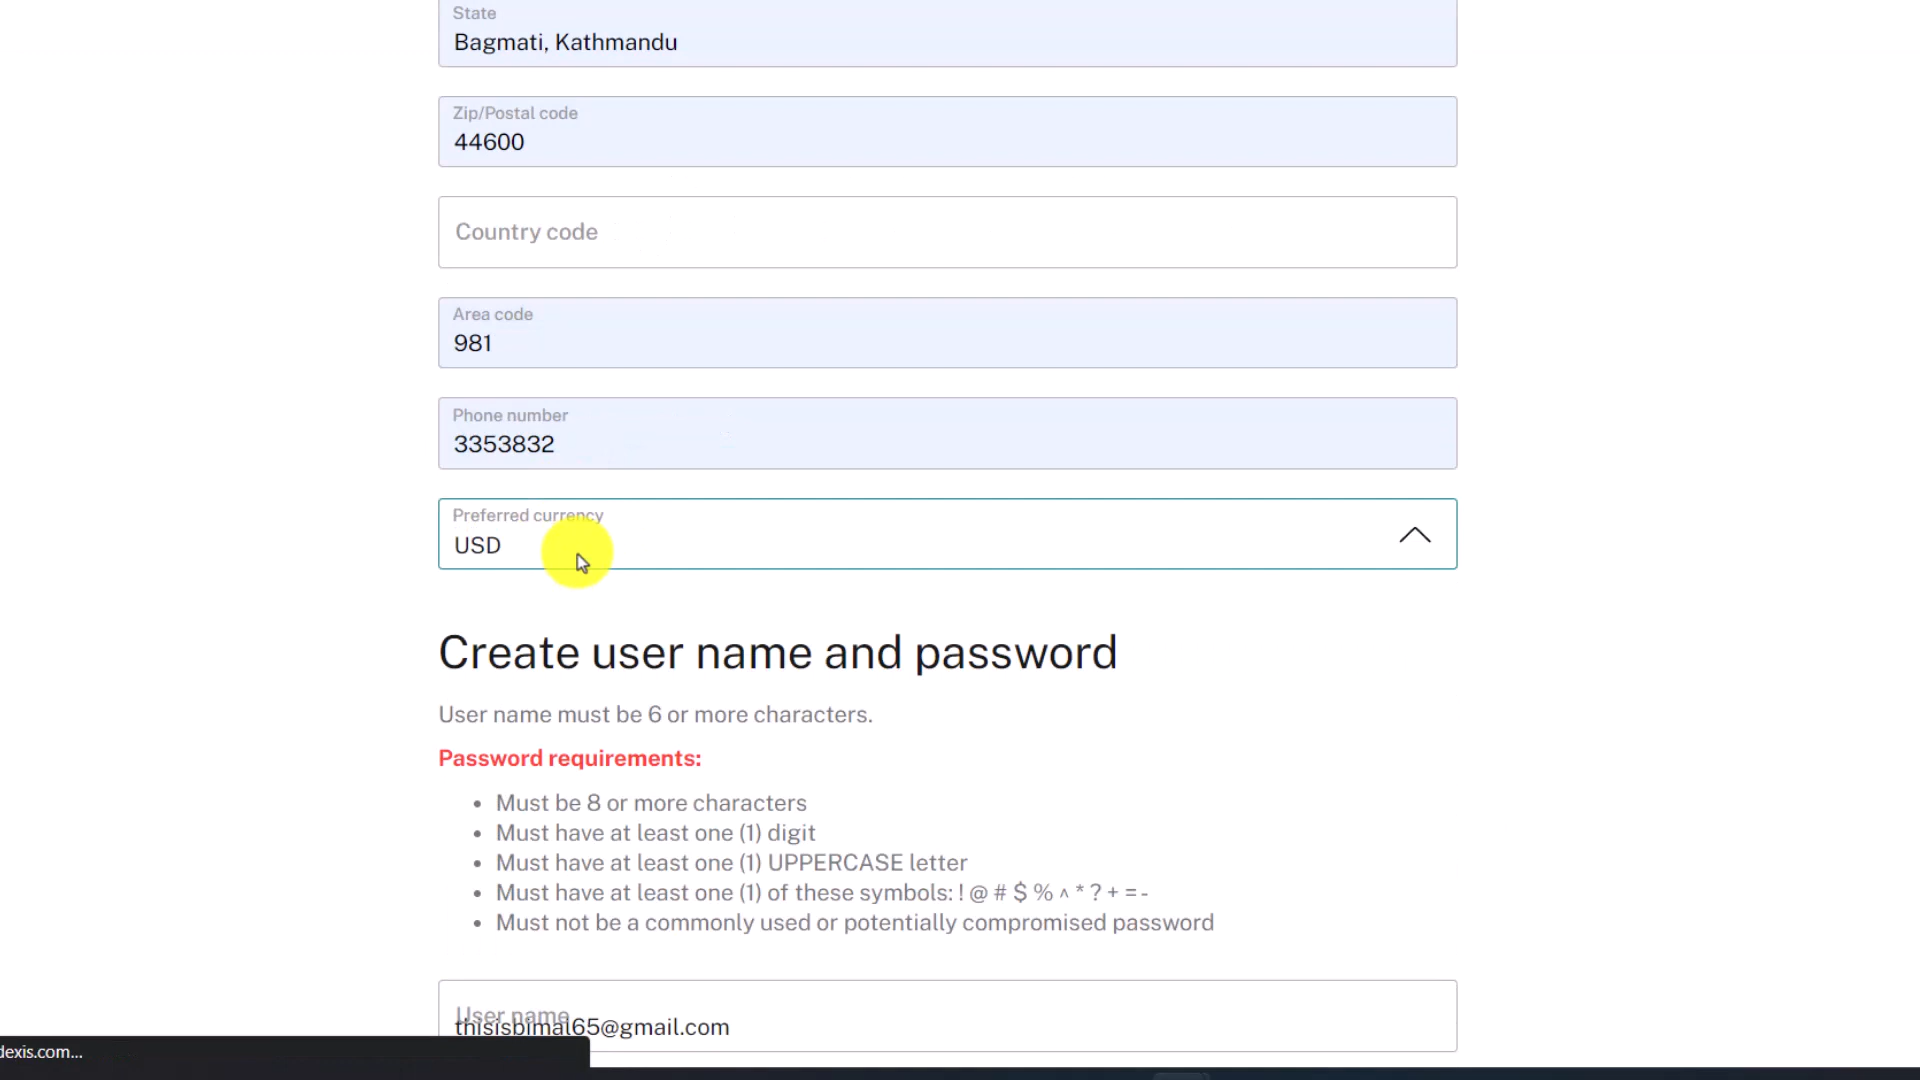 State
Bagmati, Kathmandu
Zip/Postal code
44600
Country code
Area code
981
Phone number
3353832
Preferred currency
USD
Create user name and password
User name must be 6 or more characters.
Password requirements:
• Must be 8 or more characters
• Must have at least one (1) digit
• Must have at least one (1) UPPERCASE letter
• Must have at least one (1) of these symbols: ! @ # $ % ^ * ? + = -
• Must not be a commonly used or potentially compromised password
User name
thisisbimal65@gmail.com
dexis.com...